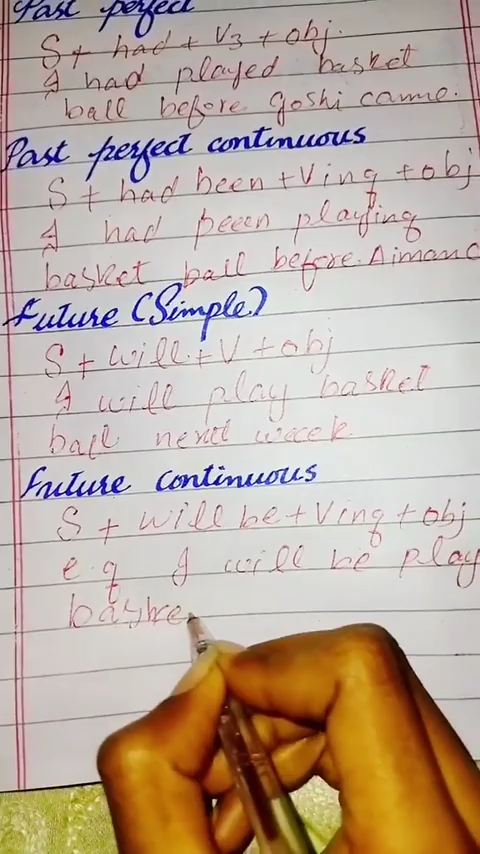 Past perfect
S + had + V3 + obj.
I had played basket
ball before goshi came.
Past perfect continuous
S + had been + Ving + obj
I had beeen playing
basket ball before Aiman c
Future (Simple)
S + will + V + obj
I will play basket
ball next week.
Future continuous
S + will be + Ving + obj
e.g I will be play
baske